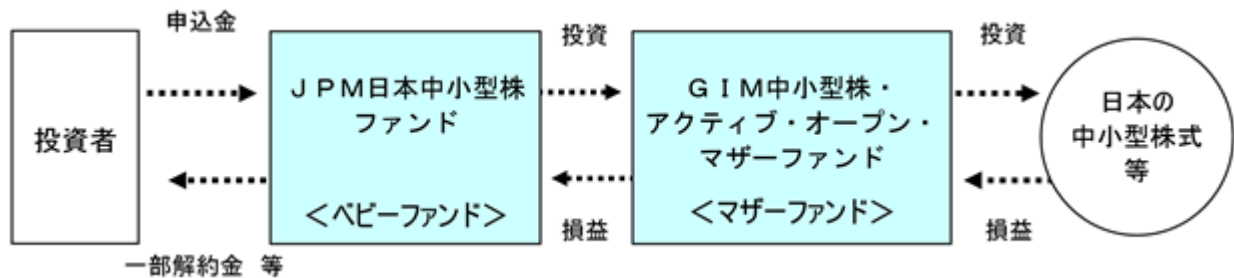 申込金
投資者
一部解約金 等
ＪＰＭ日本中小型株
ファンド
＜ベビーファンド＞
投資
損益
ＧＩＭ中小型株・
アクティブ・オープン・
マザーファンド
＜マザーファンド＞
投資
損益
日本の
中小型株式
等